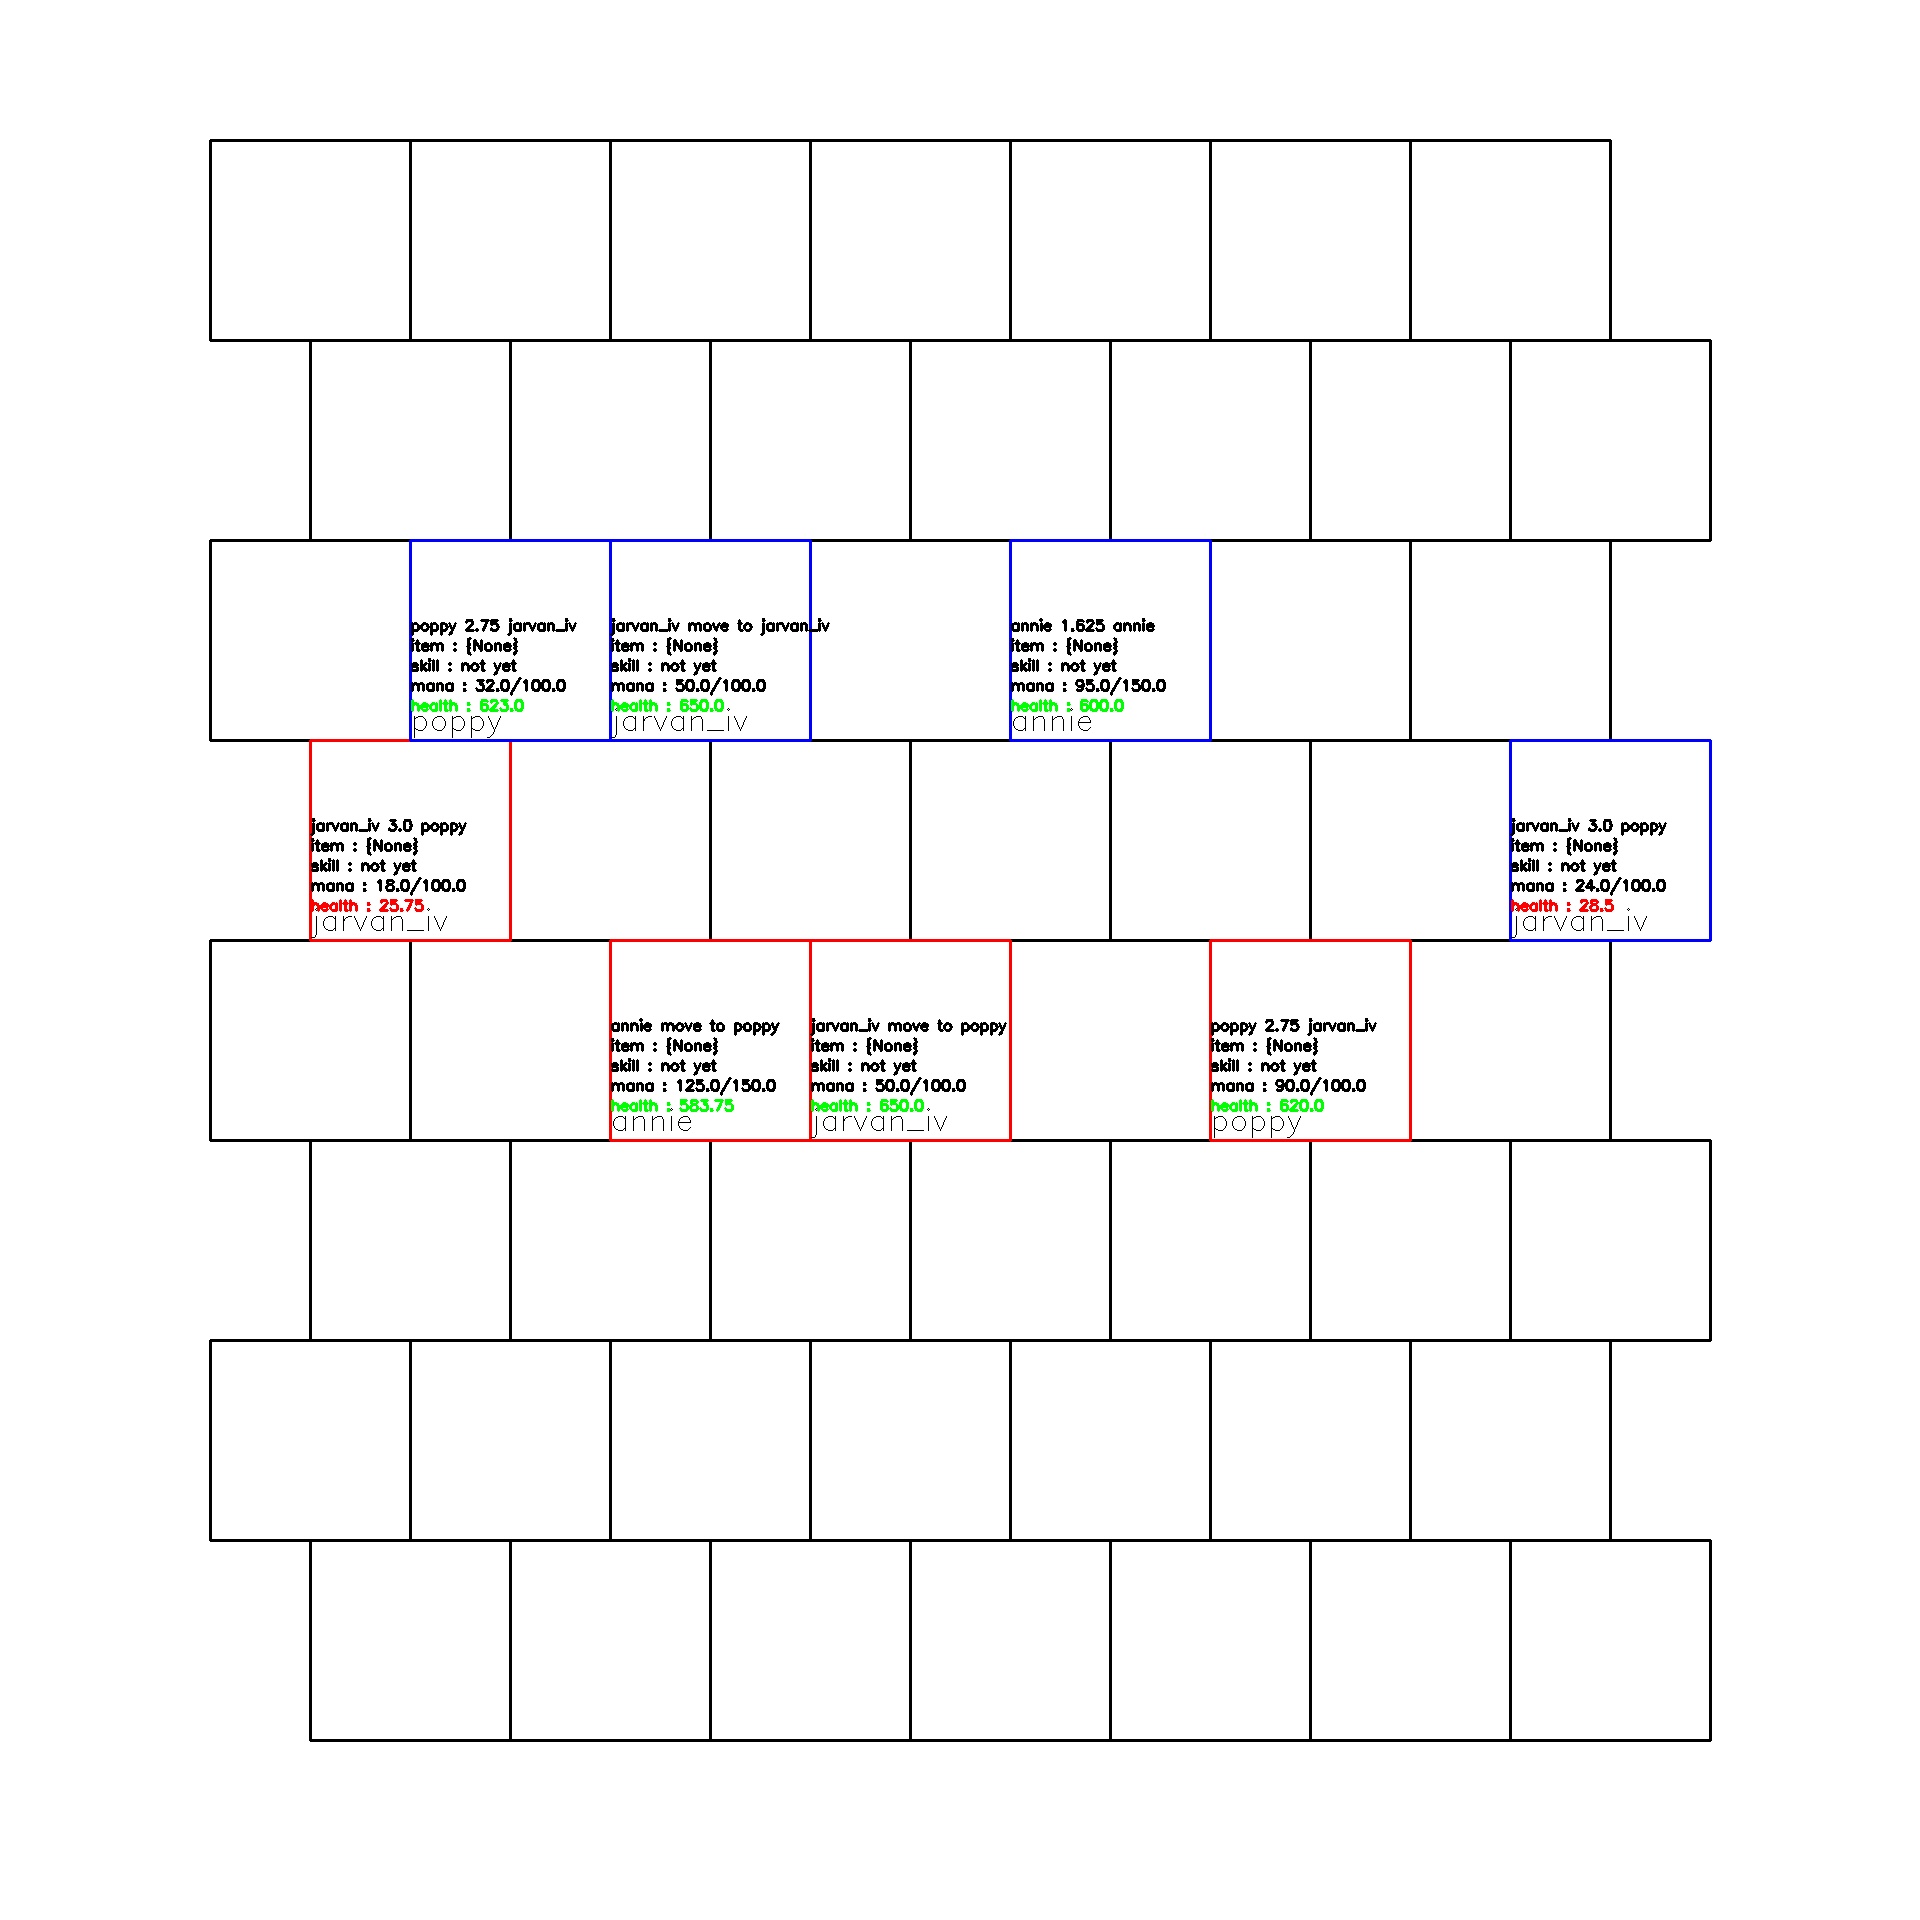 poppy 2.75 jarvan_iv
item : {None}
skill : not yet
mana : 32.0/100.0
health : 623.0
poppy
jarvan_iv move to jarvan_iv
item : {None}
skill : not yet
mana : 50.0/100.0
health : 650.0
jarvan_iv
annie 1.625 annie
item : {None}
skill : not yet
mana : 95.0/150.0
health : 600.0
annie
jarvan_iv 3.0 poppy
item : {None}
skill : not yet
mana : 18.0/100.0
health : 25.75
jarvan_iv
jarvan_iv 3.0 poppy
item : {None}
skill : not yet
mana : 24.0/100.0
health : 28.5
jarvan_iv
annie move to poppy
item : {None}
skill : not yet
mana : 125.0/150.0
health : 583.75
annie
jarvan_iv move to poppy
item : {None}
skill : not yet
mana : 50.0/100.0
health : 650.0
jarvan_iv
poppy 2.75 jarvan_iv
item : {None}
skill : not yet
mana : 90.0/100.0
health : 620.0
poppy